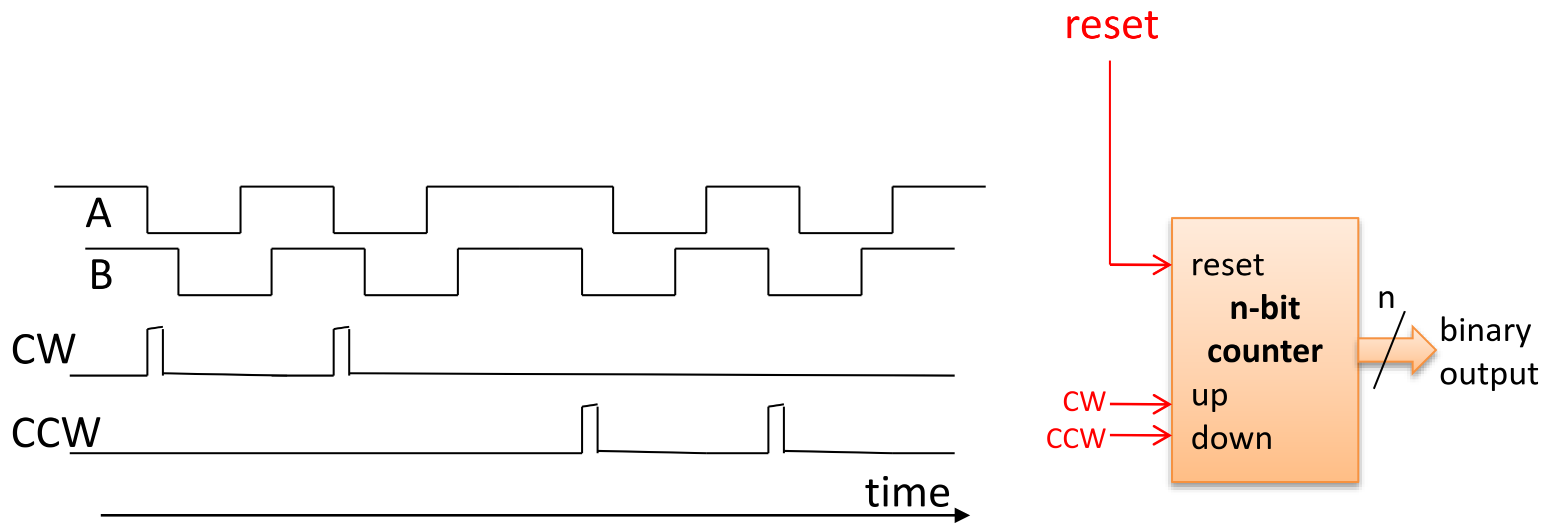 reset
A
B
CW
CCW
time
reset
n-bit
counter
up
down
CW
CCW
n
binary
output